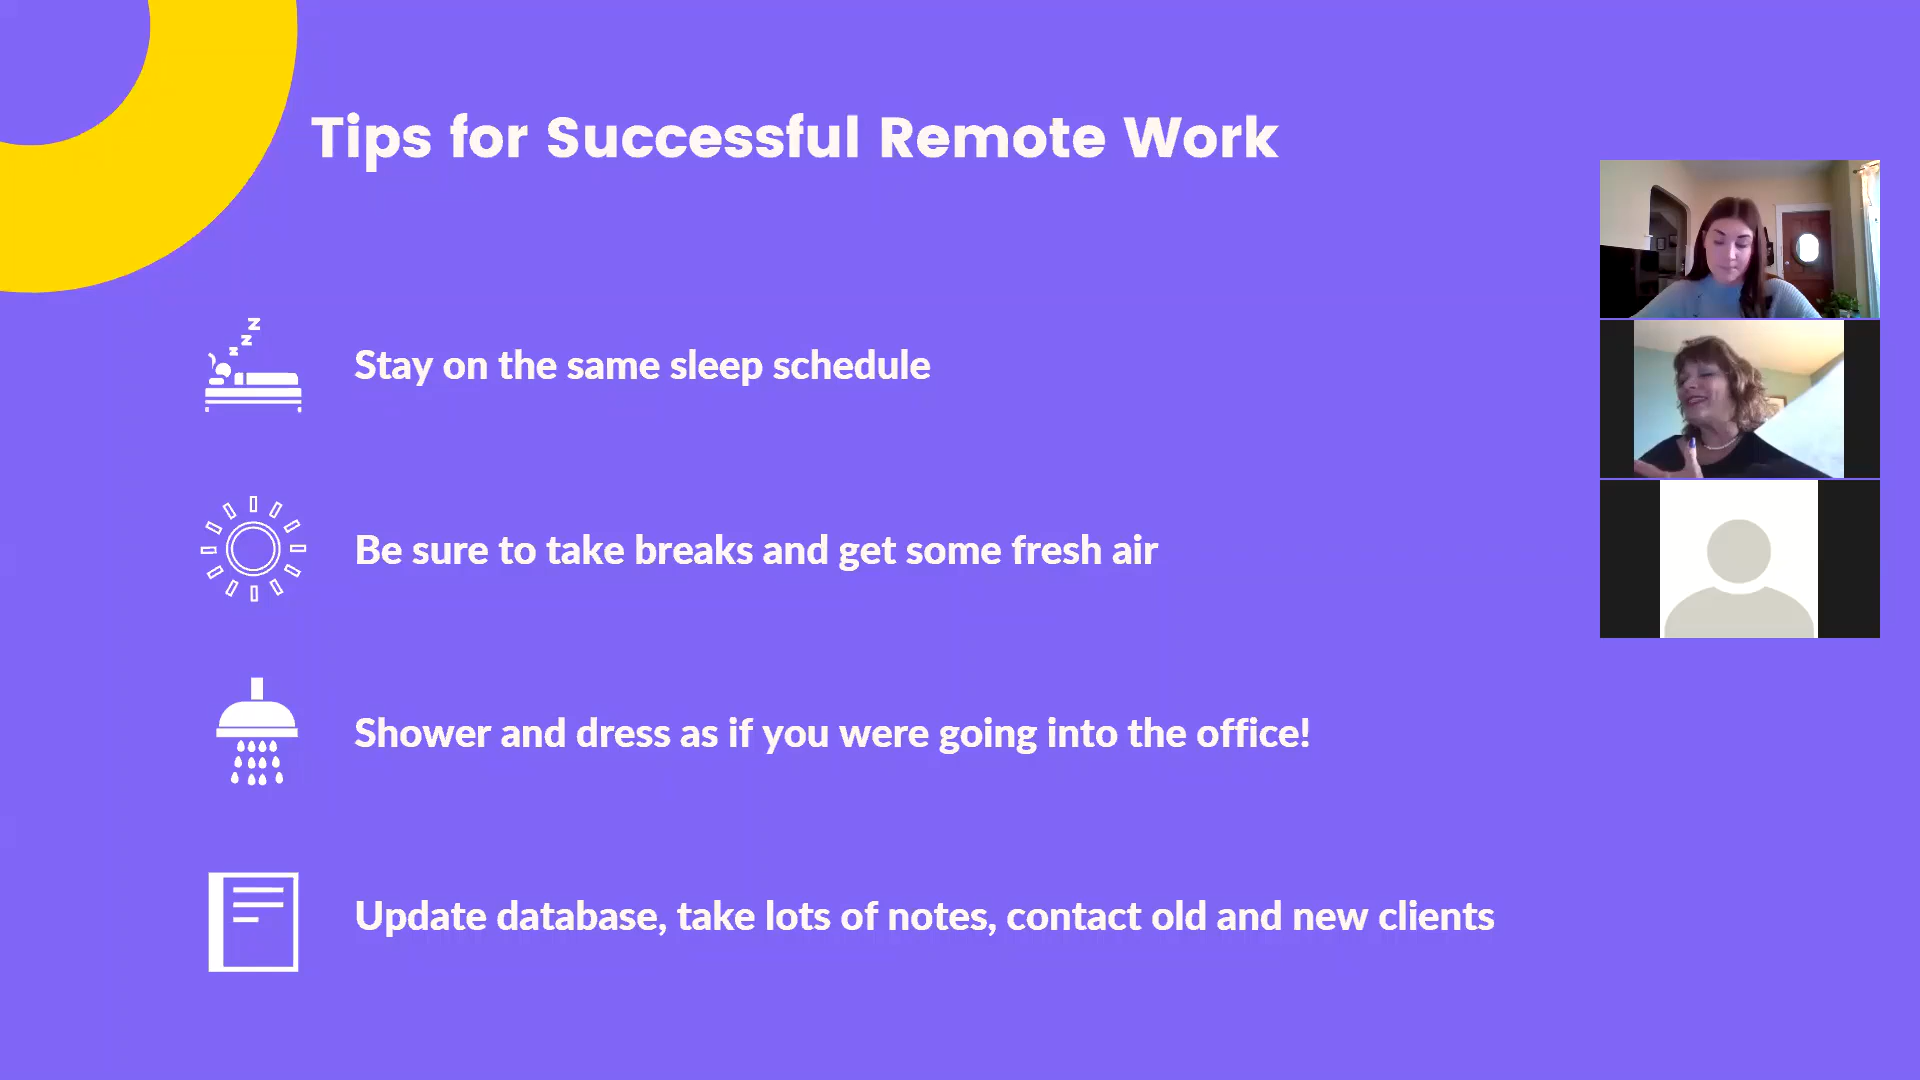 Tips for Successful Remote Work
Stay on the same sleep schedule
Be sure to take breaks and get some fresh air
Shower and dress as if you were going into the office!
Update database, take lots of notes, contact old and new clients